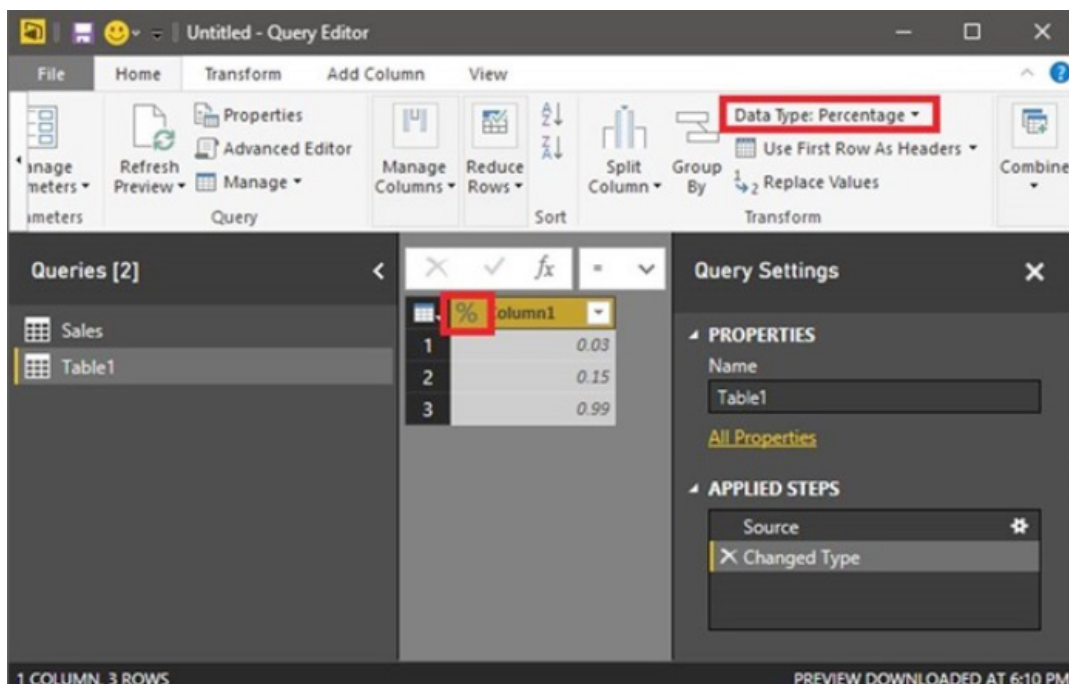 Untitled - Query Editor
File Home Transform Add Column View
Properties
Advanced Editor
Manage
Refresh Preview
Query
Manage Columns
Reduce Rows
Sort
Split Column
Group By
Data Type: Percentage
Use First Row As Headers
Replace Values
Transform
Combine
Queries [2]
fx =
Query Settings
Sales
Table1
% Column1
1 0.03
2 0.15
3 0.99
PROPERTIES
Name
Table1
All Properties
APPLIED STEPS
Source
Changed Type
1 COLUMN, 3 ROWS
PREVIEW DOWNLOADED AT 6:10 PM